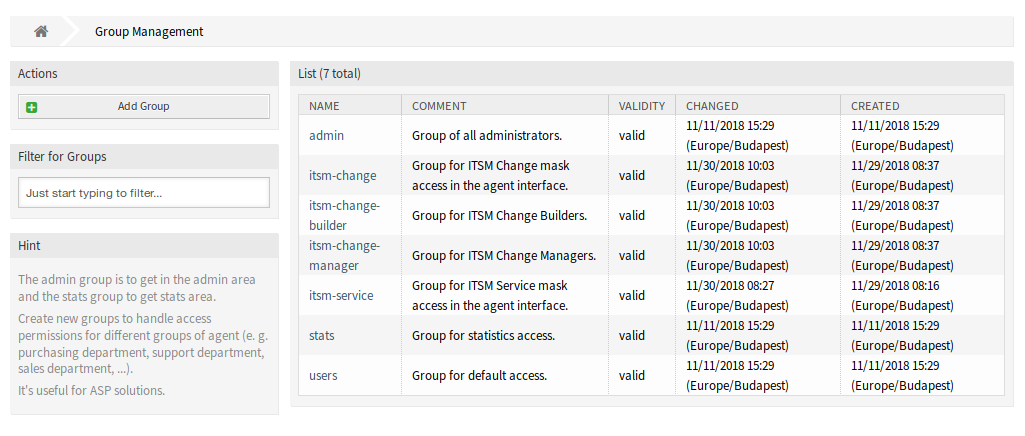 Group Management
Actions
Add Group
Filter for Groups
Just start typing to filter...
Hint
The admin group is to get in the admin area
and the stats group to get stats area.
Create new groups to handle access
permissions for different groups of agent (e. g.
purchasing department, support department,
sales department, ...).
It's useful for ASP solutions.
List (7 total)
NAME COMMENT VALIDITY CHANGED CREATED
admin Group of all administrators. valid 11/11/2018 15:29 (Europe/Budapest) 11/11/2018 15:29 (Europe/Budapest)
itsm-change Group for ITSM Change mask access in the agent interface. valid 11/30/2018 10:03 (Europe/Budapest) 11/29/2018 08:37 (Europe/Budapest)
itsm-change-builder Group for ITSM Change Builders. valid 11/30/2018 10:03 (Europe/Budapest) 11/29/2018 08:37 (Europe/Budapest)
itsm-change-manager Group for ITSM Change Managers. valid 11/30/2018 10:03 (Europe/Budapest) 11/29/2018 08:37 (Europe/Budapest)
itsm-service Group for ITSM Service mask access in the agent interface. valid 11/30/2018 08:27 (Europe/Budapest) 11/29/2018 08:16 (Europe/Budapest)
stats Group for statistics access. valid 11/11/2018 15:29 (Europe/Budapest) 11/11/2018 15:29 (Europe/Budapest)
users Group for default access. valid 11/11/2018 15:29 (Europe/Budapest) 11/11/2018 15:29 (Europe/Budapest)